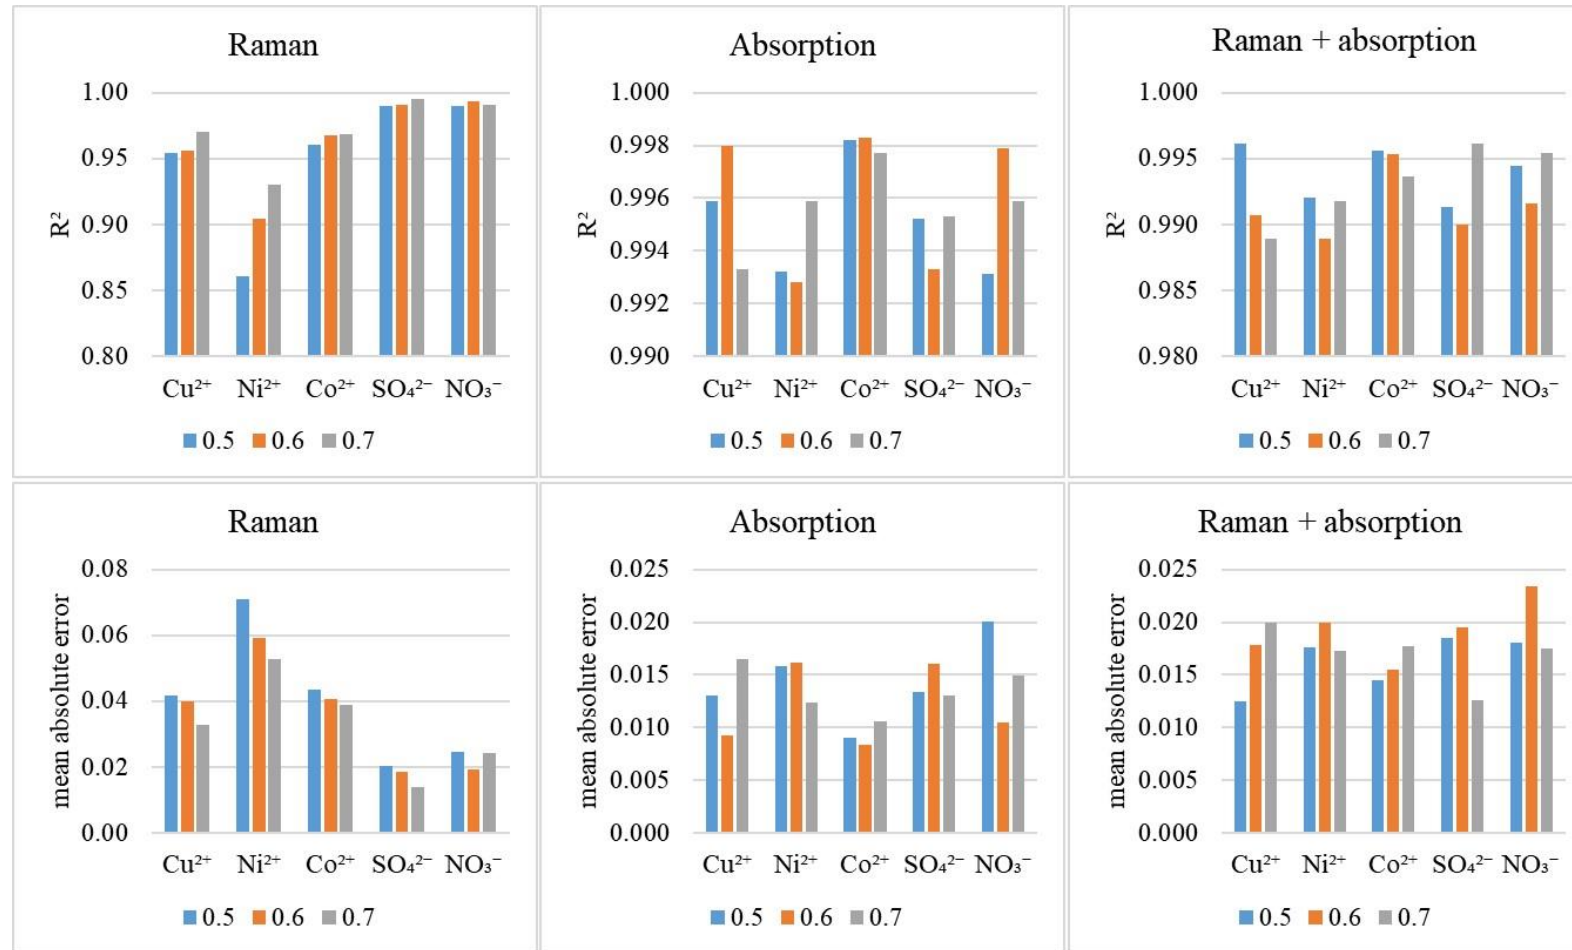 Raman
R²
1.00
0.95
0.90
0.85
0.80
Cu²⁺ Ni²⁺ Co²⁺ SO₄²⁻ NO₃⁻
0.5 0.6 0.7
Absorption
R²
1.000
0.998
0.996
0.994
0.992
0.990
Cu²⁺ Ni²⁺ Co²⁺ SO₄²⁻ NO₃⁻
0.5 0.6 0.7
Raman + absorption
R²
1.000
0.995
0.990
0.985
0.980
Cu²⁺ Ni²⁺ Co²⁺ SO₄²⁻ NO₃⁻
0.5 0.6 0.7
Raman
mean absolute error
0.08
0.06
0.04
0.02
0.00
Cu²⁺ Ni²⁺ Co²⁺ SO₄²⁻ NO₃⁻
0.5 0.6 0.7
Absorption
mean absolute error
0.025
0.020
0.015
0.010
0.005
0.000
Cu²⁺ Ni²⁺ Co²⁺ SO₄²⁻ NO₃⁻
0.5 0.6 0.7
Raman + absorption
mean absolute error
0.025
0.020
0.015
0.010
0.005
0.000
Cu²⁺ Ni²⁺ Co²⁺ SO₄²⁻ NO₃⁻
0.5 0.6 0.7